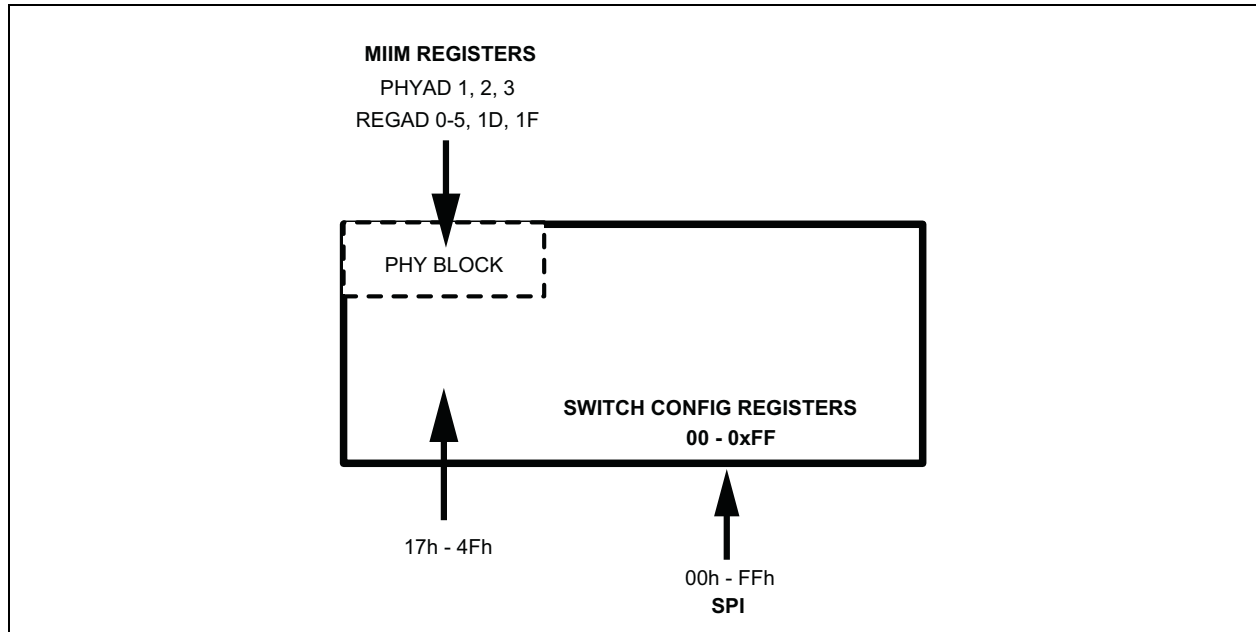 MIIM REGISTERS
PHYAD 1, 2, 3
REGAD 0-5, 1D, 1F
PHY BLOCK
SWITCH CONFIG REGISTERS
00 - 0xFF
17h - 4Fh
00h - FFh
SPI